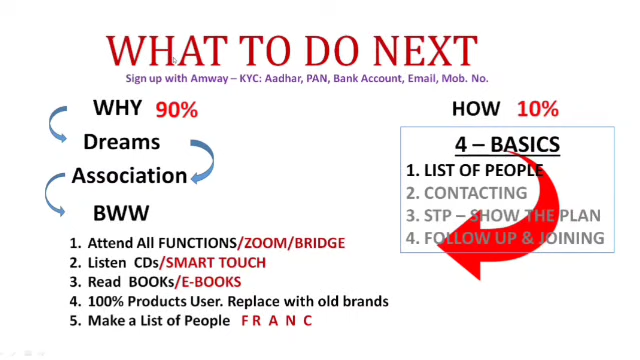 WHAT TO DO NEXT
Sign up with Amway – KYC: Aadhar, PAN, Bank Account, Email, Mob. No.
WHY 90%
Dreams
Association
BWW
1. Attend All FUNCTIONS/ZOOM/BRIDGE
2. Listen CDs/SMART TOUCH
3. Read BOOKs/E-BOOKS
4. 100% Products User. Replace with old brands
5. Make a List of People F R A N C
HOW 10%
4 – BASICS
1. LIST OF PEOPLE
2. CONTACTING
3. STP – SHOW THE PLAN
4. FOLLOW UP & JOINING